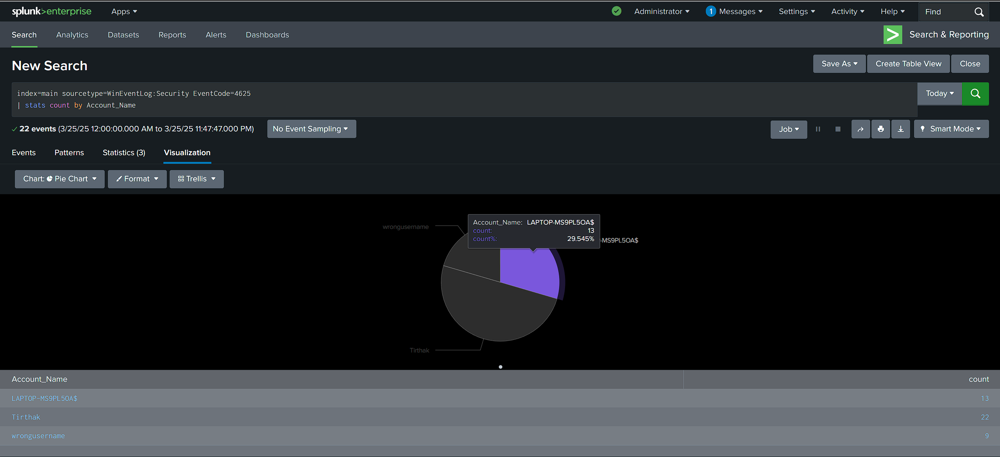 splunk>enterprise Apps Administrator 1 Messages Settings Activity Help Find
Search Analytics Datasets Reports Alerts Dashboards Search & Reporting
New Search
Save As Create Table View Close
index=main sourcetype=WinEventLog:Security EventCode=4625
| stats count by Account_Name
Today
22 events (3/25/25 12:00:00.000 AM to 3/25/25 11:47:47.000 PM) No Event Sampling Job Smart Mode
Events Patterns Statistics (3) Visualization
Chart: Pie Chart Format Trellis
wrongusername
Account_Name: LAPTOP-MS9PL5OA$
count: 13
count%: 29.545%
-MS9PL5OA$
Tirthak
Account_Name count
LAPTOP-MS9PL5OA$ 13
Tirthak 22
wrongusername 9